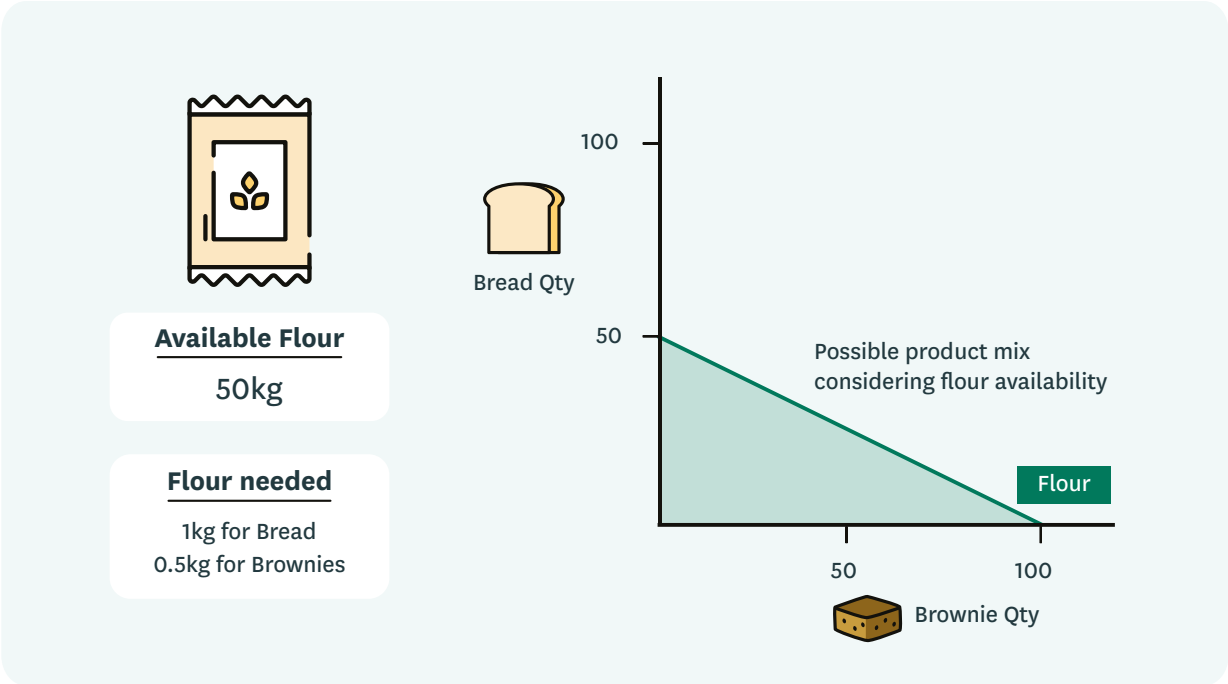 Available Flour
50kg
Flour needed
1kg for Bread
0.5kg for Brownies
Bread Qty
100
50
Possible product mix
considering flour availability
Flour
50
100
Brownie Qty